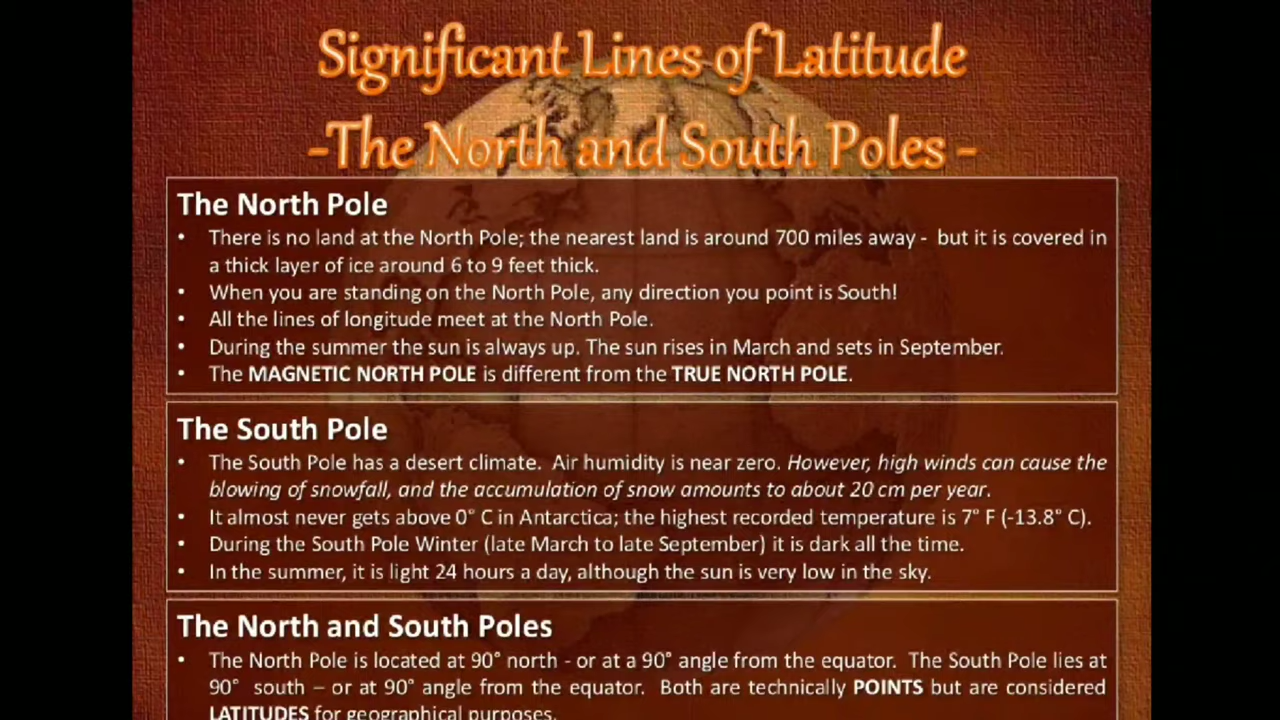 Significant Lines of Latitude
-The North and South Poles -
The North Pole
• There is no land at the North Pole; the nearest land is around 700 miles away - but it is covered in
a thick layer of ice around 6 to 9 feet thick.
• When you are standing on the North Pole, any direction you point is South!
• All the lines of longitude meet at the North Pole.
• During the summer the sun is always up. The sun rises in March and sets in September.
• The MAGNETIC NORTH POLE is different from the TRUE NORTH POLE.
The South Pole
• The South Pole has a desert climate. Air humidity is near zero. However, high winds can cause the
blowing of snowfall, and the accumulation of snow amounts to about 20 cm per year.
• It almost never gets above 0° C in Antarctica; the highest recorded temperature is 7° F (-13.8° C).
• During the South Pole Winter (late March to late September) it is dark all the time.
• In the summer, it is light 24 hours a day, although the sun is very low in the sky.
The North and South Poles
• The North Pole is located at 90° north - or at a 90° angle from the equator. The South Pole lies at
90° south – or at 90° angle from the equator. Both are technically POINTS but are considered
LATITUDES for geographical purposes.